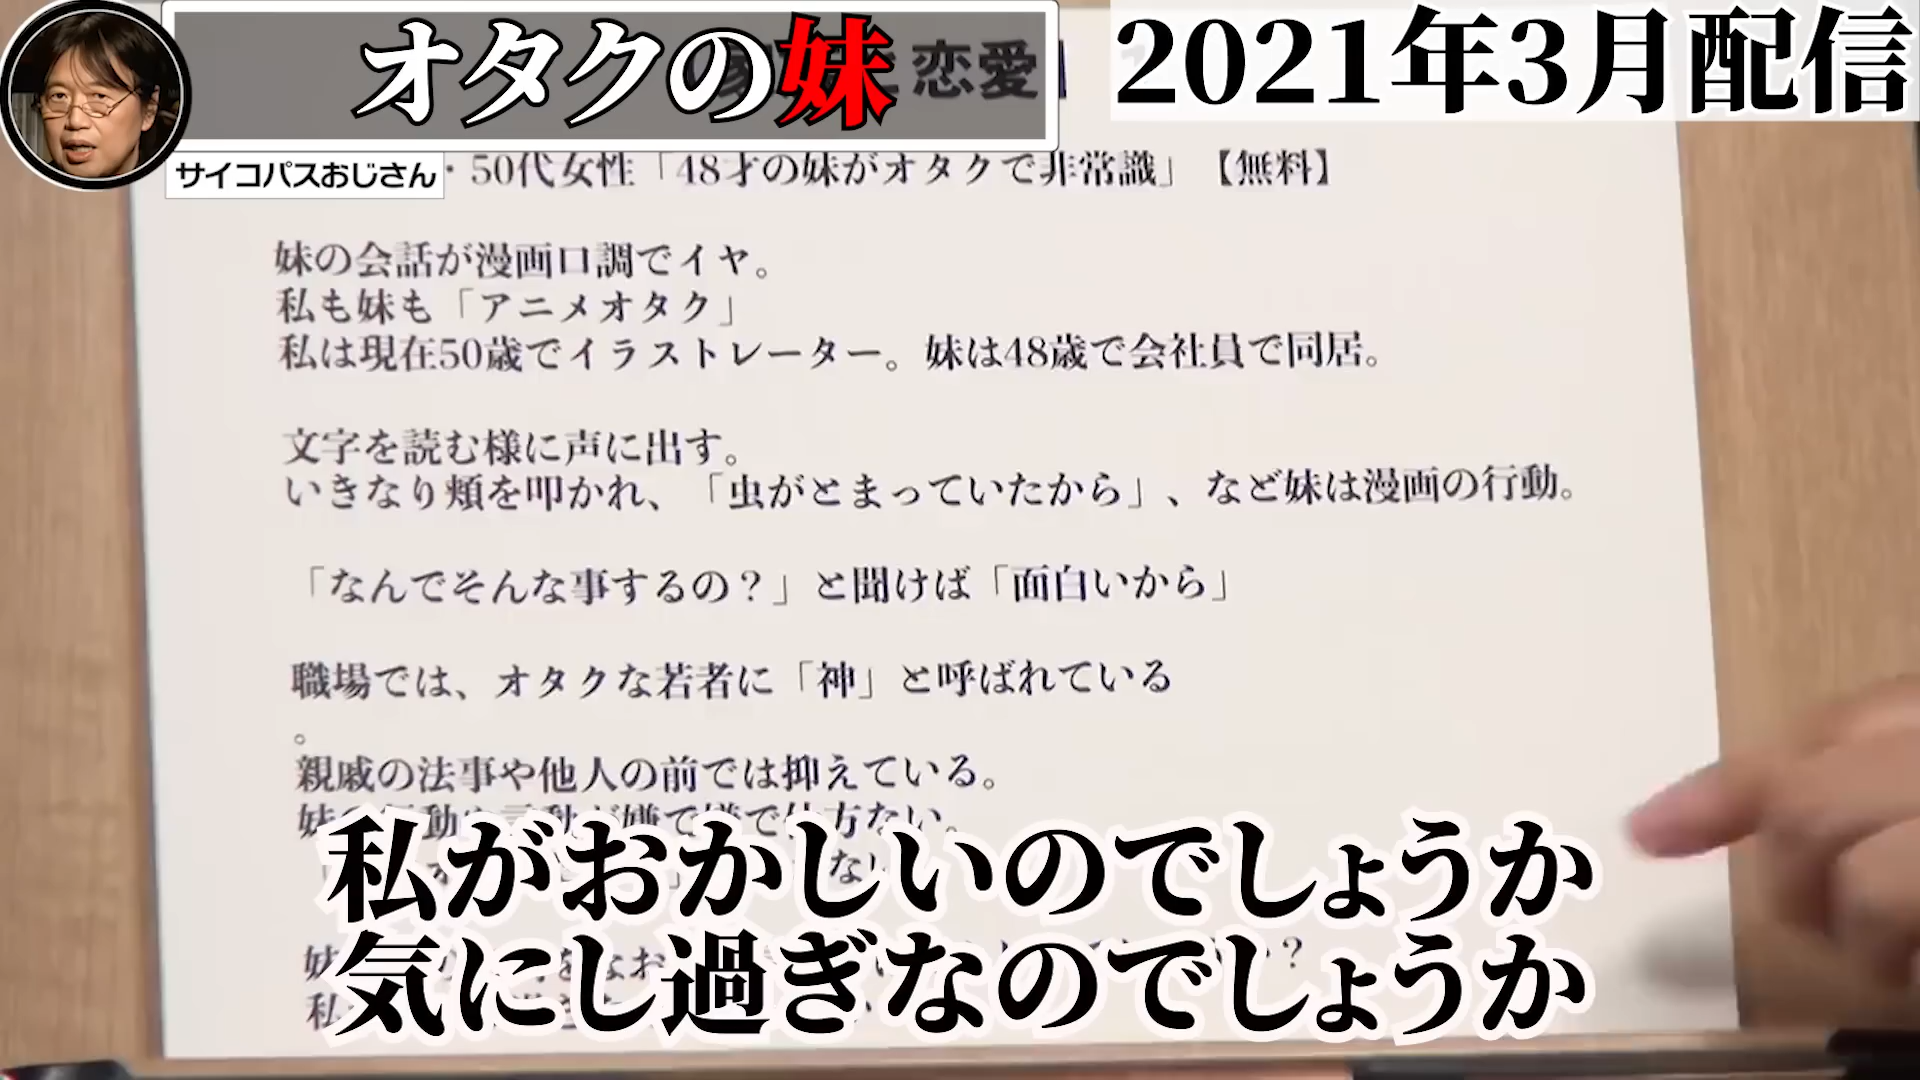 オタクの妹
恋愛
2021年3月配信
サイコパスおじさん
・50代女性「48才の妹がオタクで非常識」【無料】
妹の会話が漫画口調でイヤ。
私も妹も「アニメオタク」
私は現在50歳でイラストレーター。妹は48歳で会社員で同居。
文字を読む様に声に出す。
いきなり頬を叩かれ、「虫がとまっていたから」、など妹は漫画の行動。
「なんでそんな事するの？」と聞けば「面白いから」
職場では、オタクな若者に「神」と呼ばれている
。
親戚の法事や他人の前では抑えている。
私がおかしいのでしょうか
気にし過ぎなのでしょうか